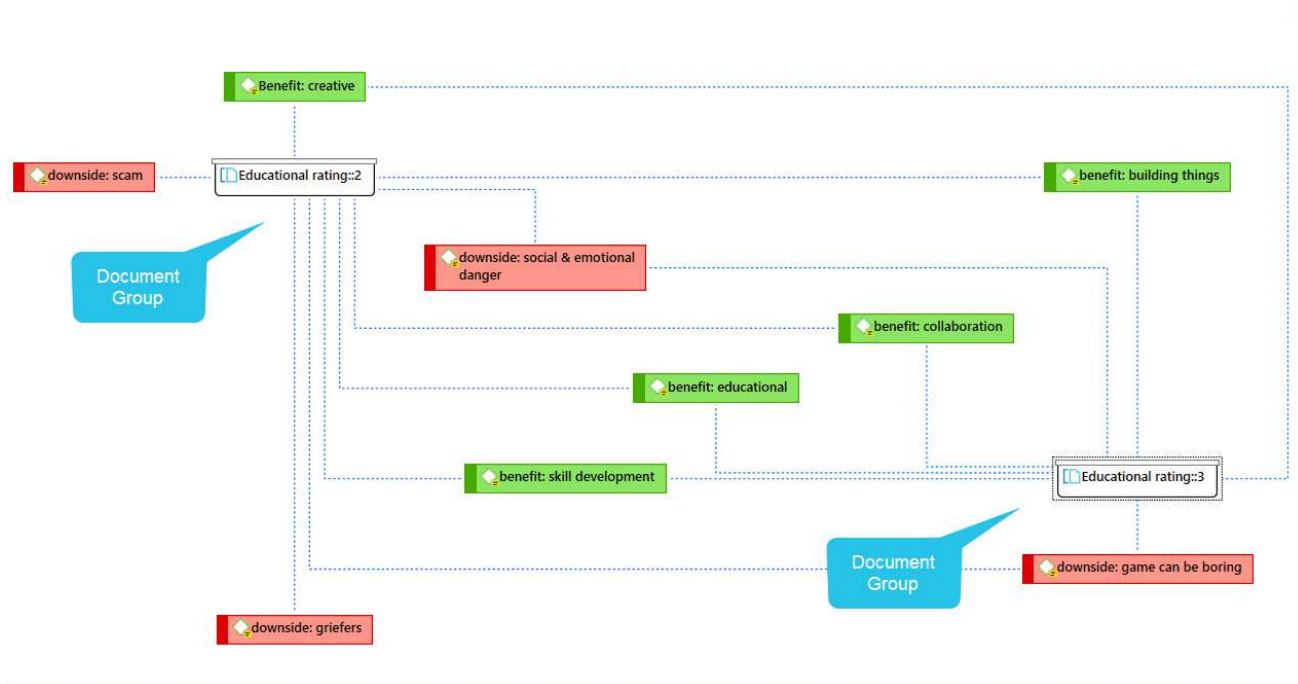 Benefit: creative
downside: scam
Educational rating::2
benefit: building things
downside: social & emotional
danger
Document
Group
benefit: collaboration
benefit: educational
benefit: skill development
Educational rating::3
Document
Group
downside: game can be boring
downside: griefers